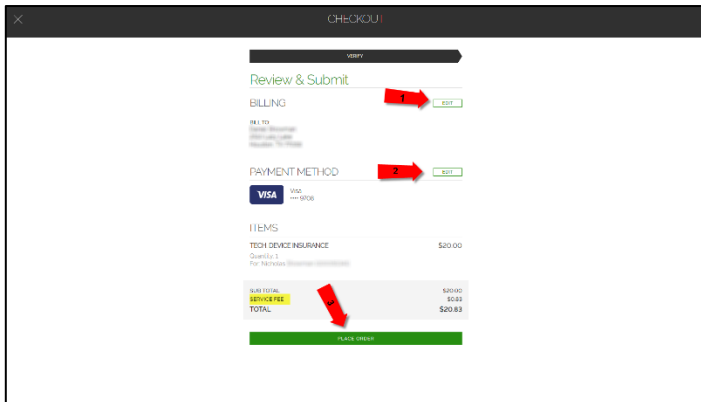 CHECKOUT
VERIFY
Review & Submit
BILLING
1
EDIT
BILL TO
PAYMENT METHOD
2
EDIT
VISA
Visa
**** 9708
ITEMS
TECH DEVICE INSURANCE $20.00
Quantity: 1
For: Nicholas
SUB TOTAL $20.00
SERVICE FEE $0.83
TOTAL $20.83
3
PLACE ORDER